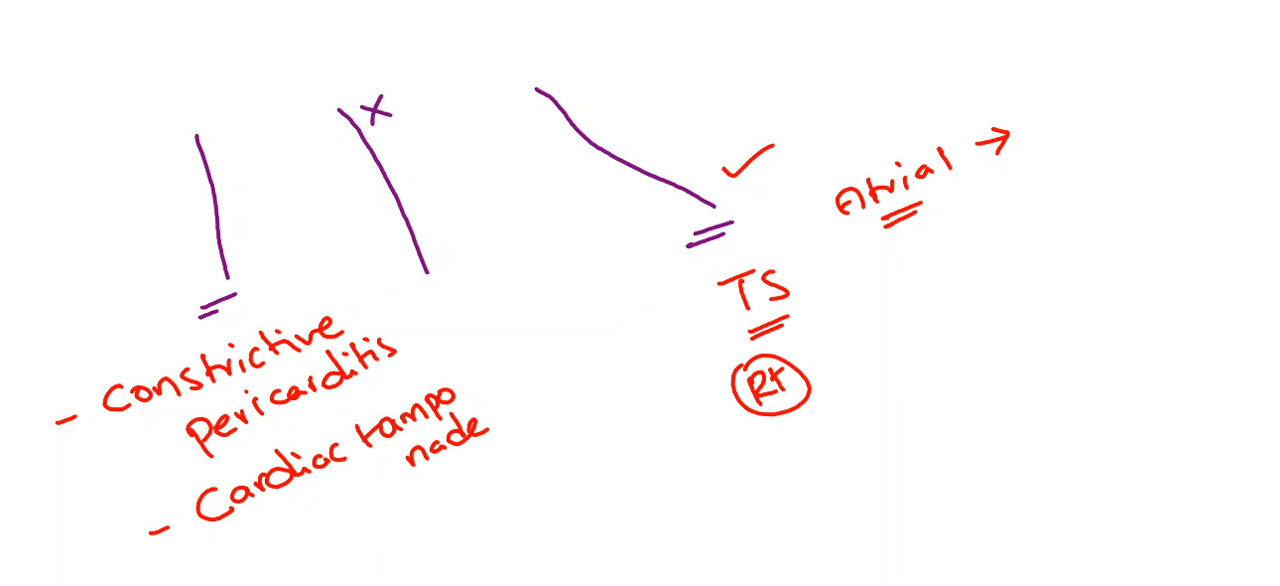 Atrial →
TS
Rt
- Constrictive
Pericarditis
- Cardiac tampo
nade